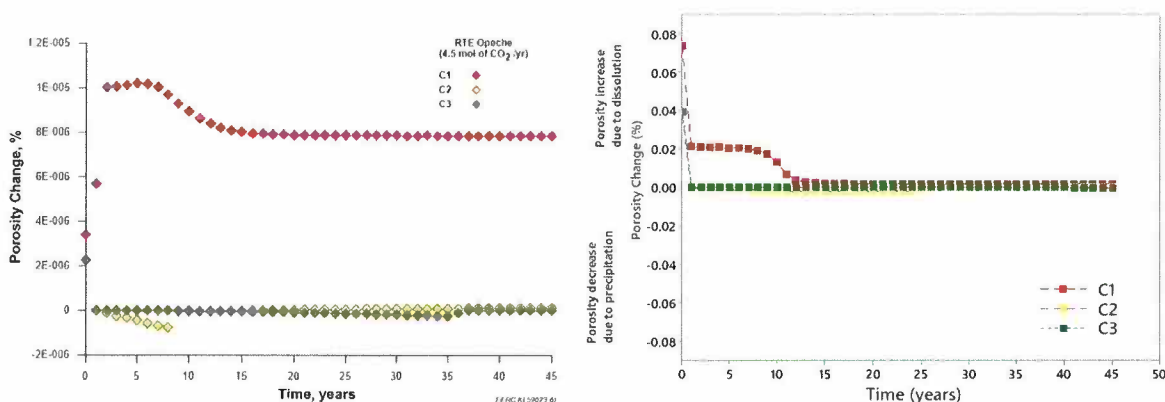 1.2E-005
1E-005
8E-006
6E-006
4E-006
2E-006
0
-2E-006
Porosity Change, %
RTE Opeche
(4.5 mol of CO2/yr)
C1
C2
C3
0 5 10 15 20 25 30 35 40 45
Time, years
Porosity increase
due to dissolution
Porosity decrease
due to precipitation
Porosity Change (%)
0.08
0.06
0.04
0.02
0.00
-0.02
-0.04
-0.06
-0.08
C1
C2
C3
0 5 10 15 20 25 30 35 40 45
Time (years)